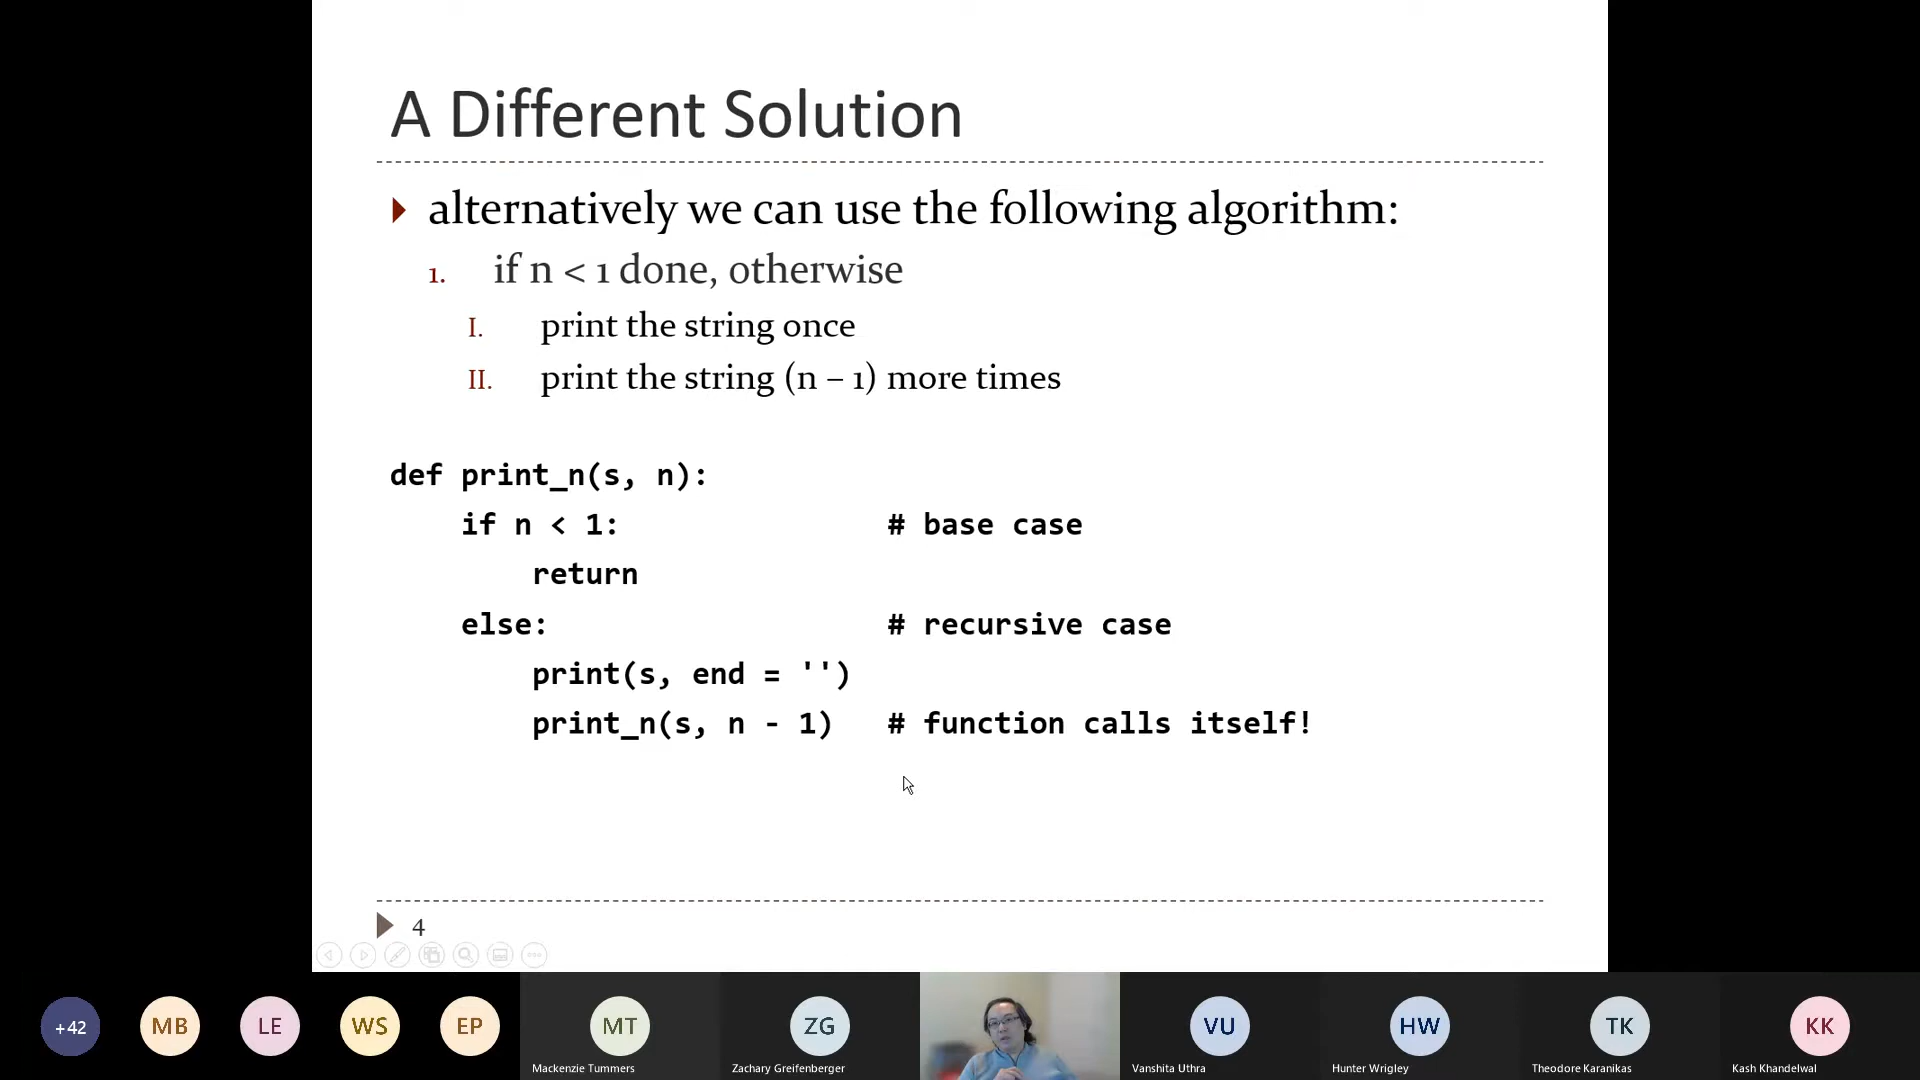 A Different Solution
alternatively we can use the following algorithm:
1. if n < 1 done, otherwise
I. print the string once
II. print the string (n – 1) more times
def print_n(s, n):
if n < 1: # base case
return
else: # recursive case
print(s, end = '')
print_n(s, n - 1) # function calls itself!
4
+42 MB LE WS EP MT ZG VU HW TK KK
Mackenzie Tummers Zachary Greifenberger Vanshita Uthra Hunter Wrigley Theodore Karanikas Kash Khandelwal